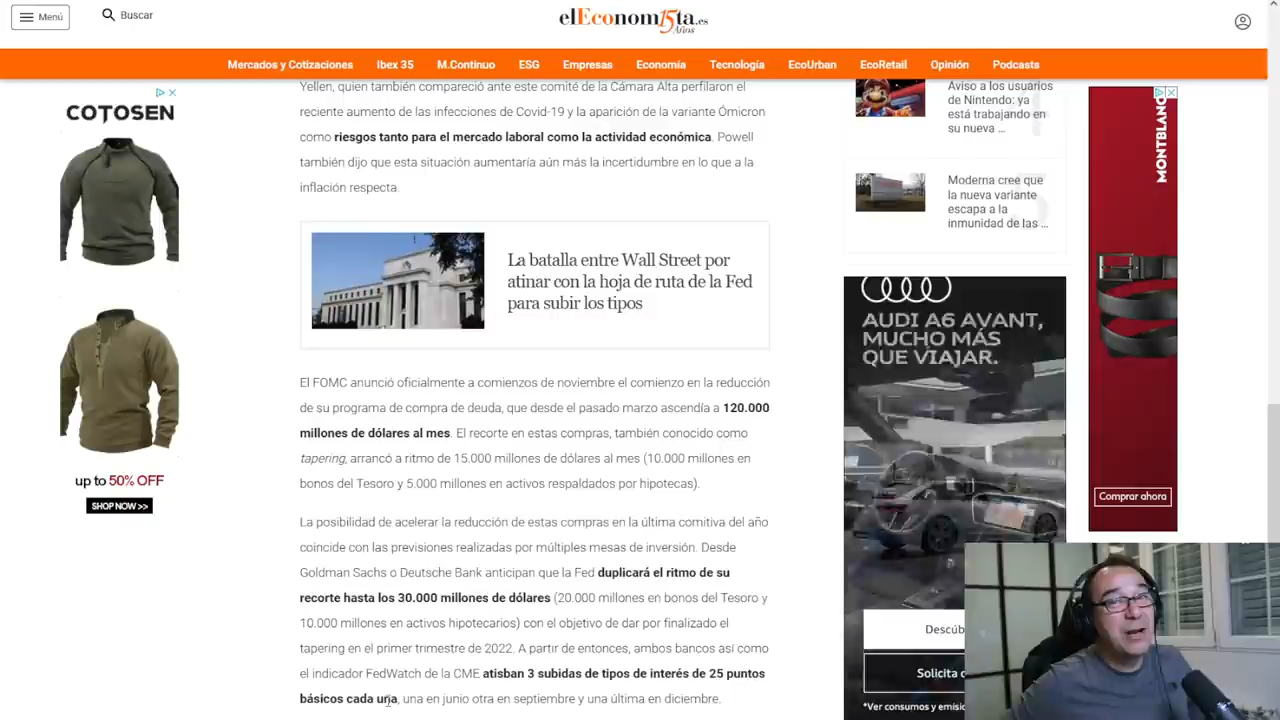 Menú
Buscar
elEconom15ta.es
Años
Mercados y Cotizaciones Ibex 35 M.Continuo ESG Empresas Economía Tecnología EcoUrban EcoRetail Opinión Podcasts
COTOSEN
up to 50% OFF
SHOP NOW >>
Yellen, quien también compareció ante este comité de la Cámara Alta perfilaron el
reciente aumento de las infecciones de Covid-19 y la aparición de la variante Ómicron
como riesgos tanto para el mercado laboral como la actividad económica. Powell
también dijo que esta situación aumentaría aún más la incertidumbre en lo que a la
inflación respecta.
La batalla entre Wall Street por
atinar con la hoja de ruta de la Fed
para subir los tipos
El FOMC anunció oficialmente a comienzos de noviembre el comienzo en la reducción
de su programa de compra de deuda, que desde el pasado marzo ascendía a 120.000
millones de dólares al mes. El recorte en estas compras, también conocido como
tapering, arrancó a ritmo de 15.000 millones de dólares al mes (10.000 millones en
bonos del Tesoro y 5.000 millones en activos respaldados por hipotecas).
La posibilidad de acelerar la reducción de estas compras en la última comitiva del año
coincide con las previsiones realizadas por múltiples mesas de inversión. Desde
Goldman Sachs o Deutsche Bank anticipan que la Fed duplicará el ritmo de su
recorte hasta los 30.000 millones de dólares (20.000 millones en bonos del Tesoro y
10.000 millones en activos hipotecarios) con el objetivo de dar por finalizado el
tapering en el primer trimestre de 2022. A partir de entonces, ambos bancos así como
el indicador FedWatch de la CME atisban 3 subidas de tipos de interés de 25 puntos
básicos cada una, una en junio otra en septiembre y una última en diciembre.
Aviso a los usuarios
de Nintendo: ya
está trabajando en
su nueva ...
Moderna cree que
la nueva variante
escapa a la
inmunidad de las ...
5
AUDI A6 AVANT,
MUCHO MÁS
QUE VIAJAR.
Descúb
Solicita
*Ver consumos y emisio
MONTBLANC
Comprar ahora